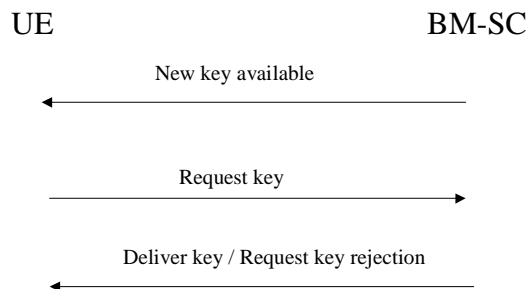 UE BM-SC
New key available
Request key
Deliver key / Request key rejection